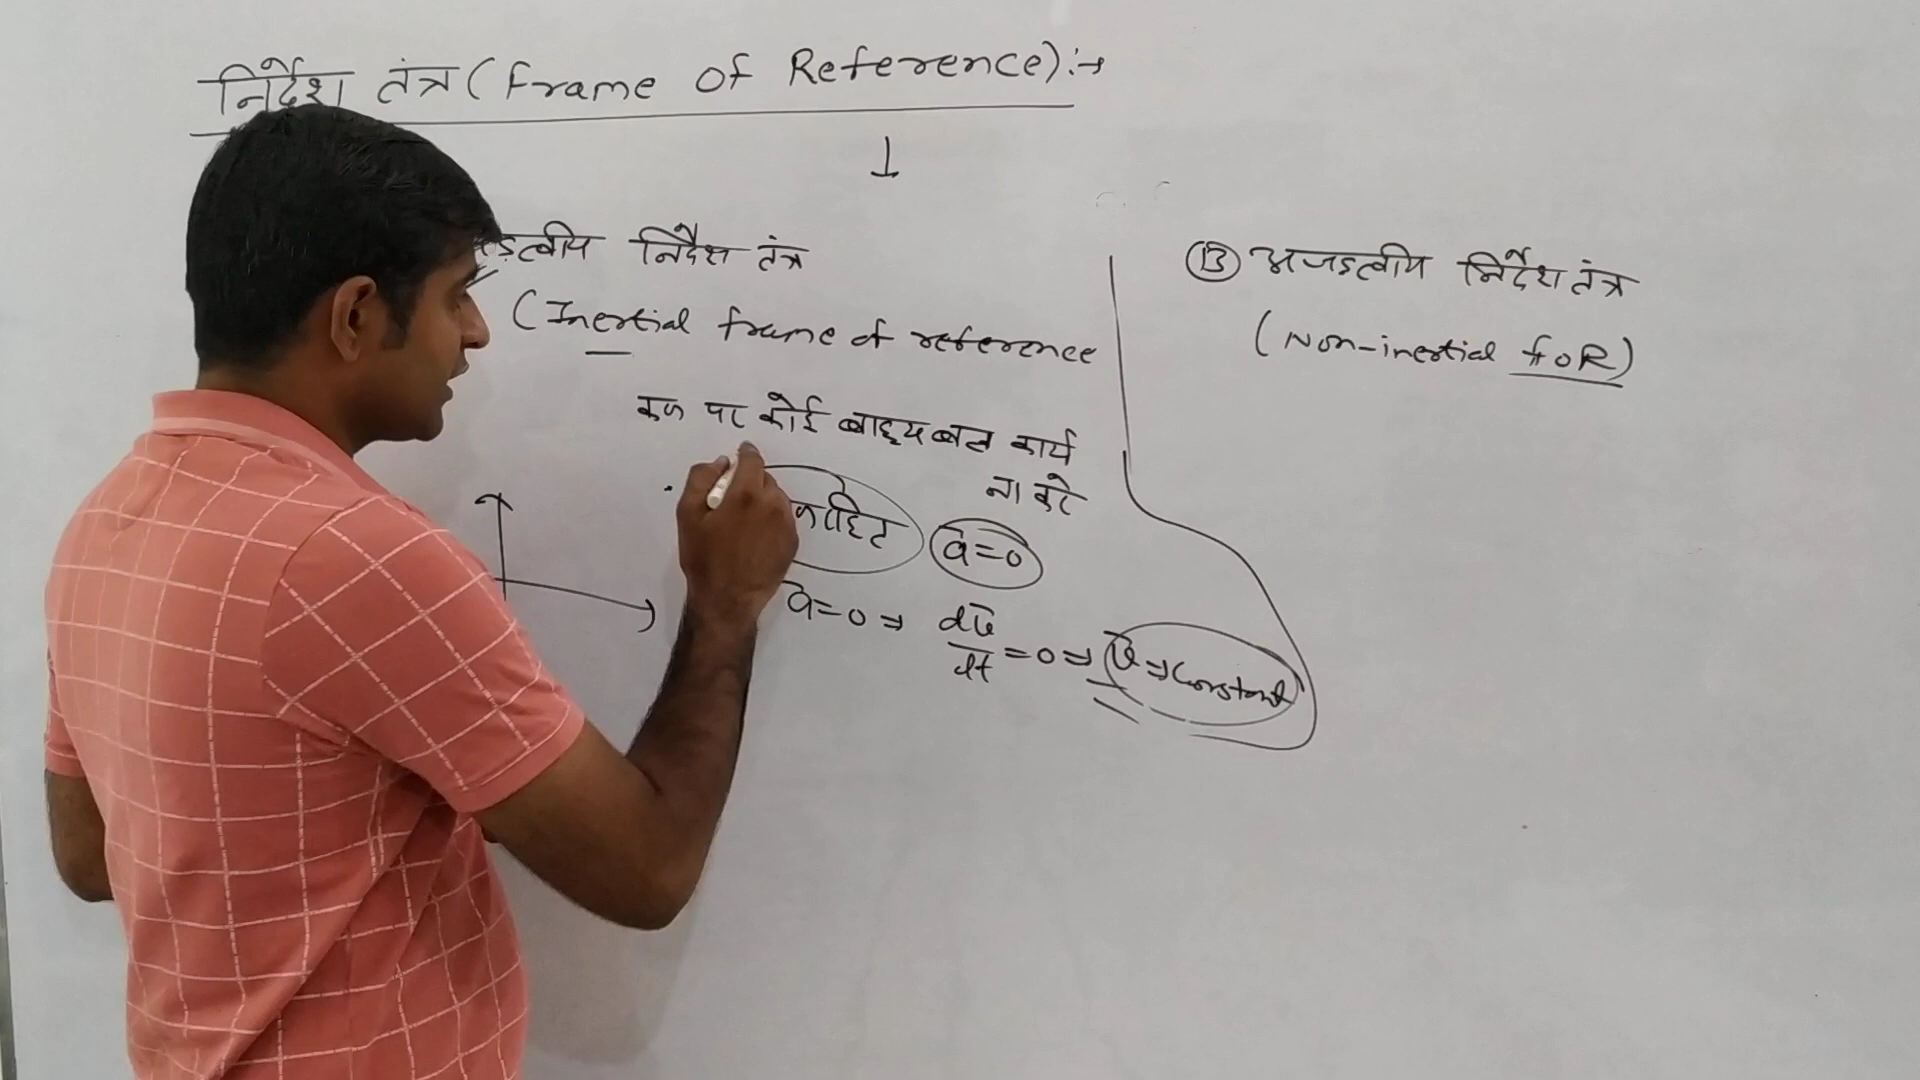 निर्देश तंत्र (Frame of Reference):→
निर्देश तंत्र
(Inertial frame of reference
कण पर कोई बाह्य बल कार्य
ना करे
a⃗=0
a⃗=0 ⇒ dv⃗/dt =0 ⇒ v⃗ ⇒ Constant
(B) अजड़त्वीय निर्देश तंत्र
(Non-inertial FOR)